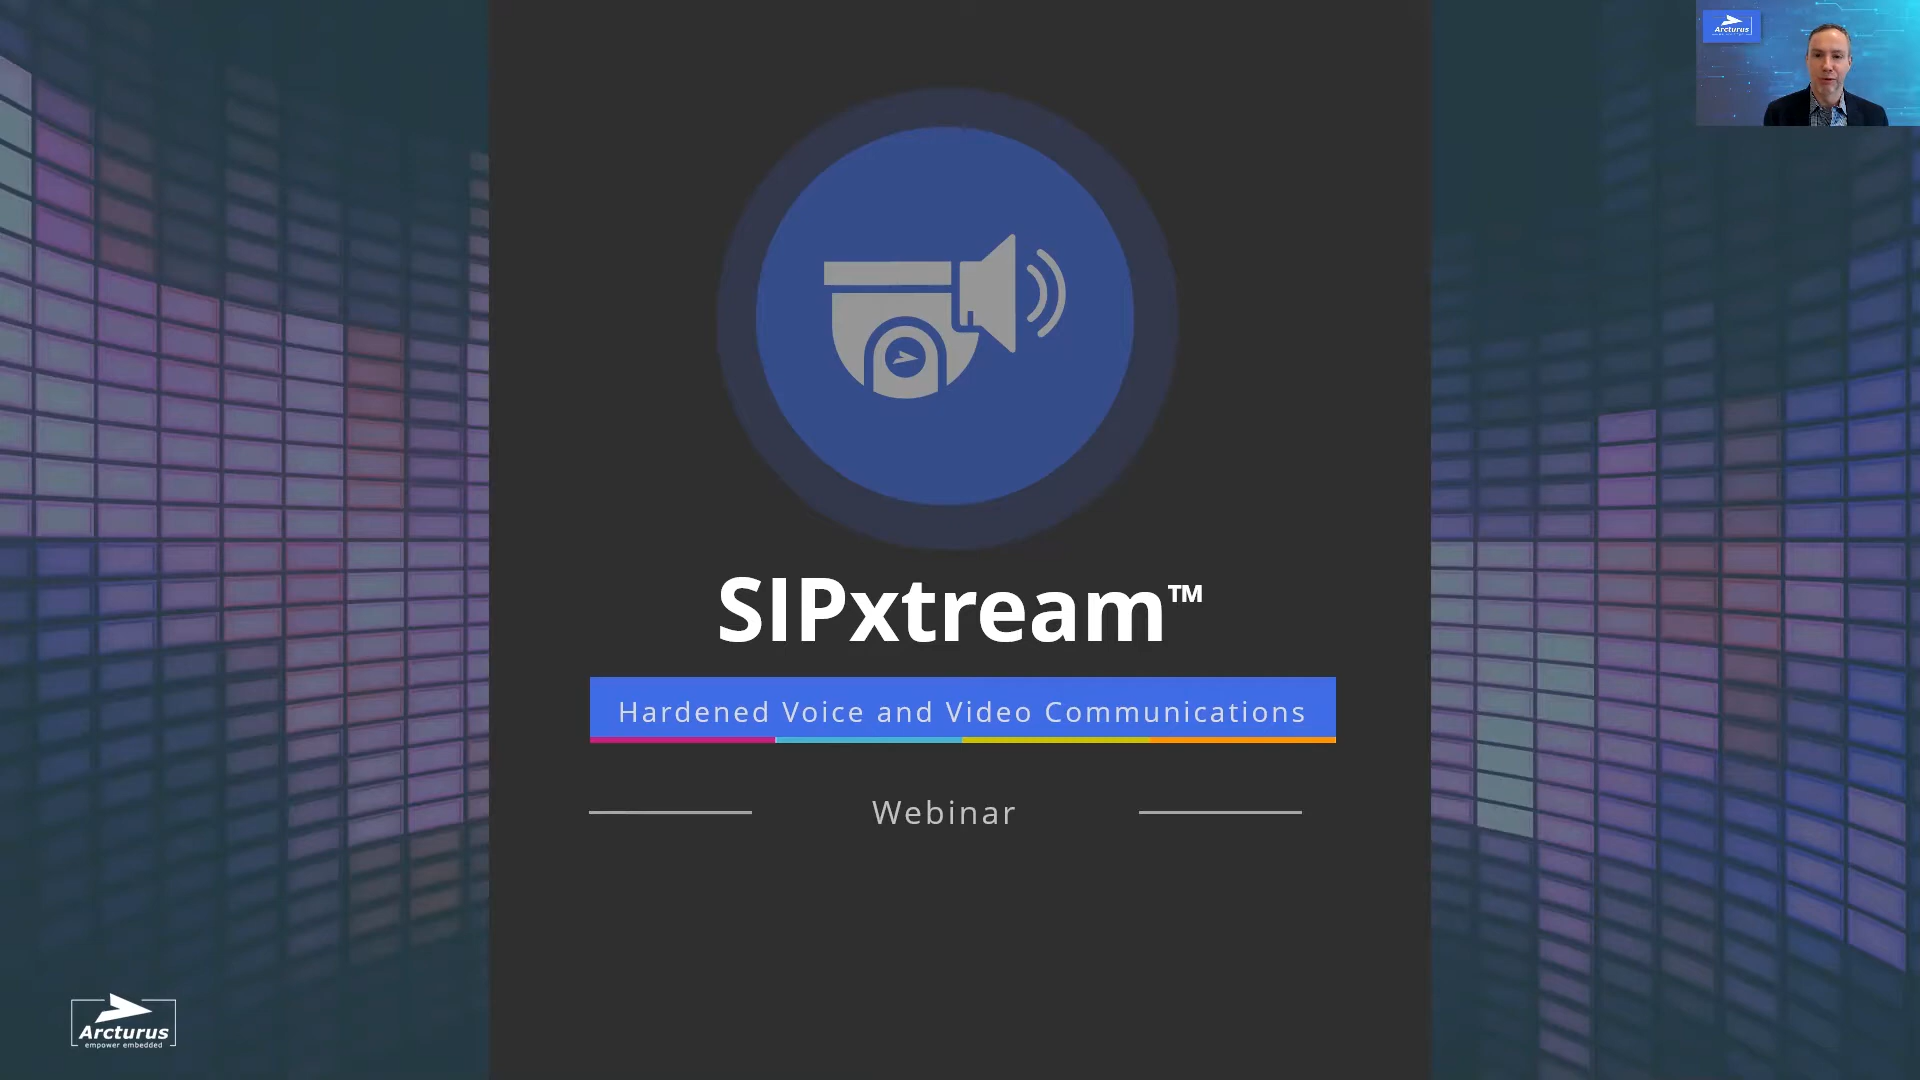 Arcturus
SIPxtream™
Hardened Voice and Video Communications
Webinar
Arcturus
empower embedded